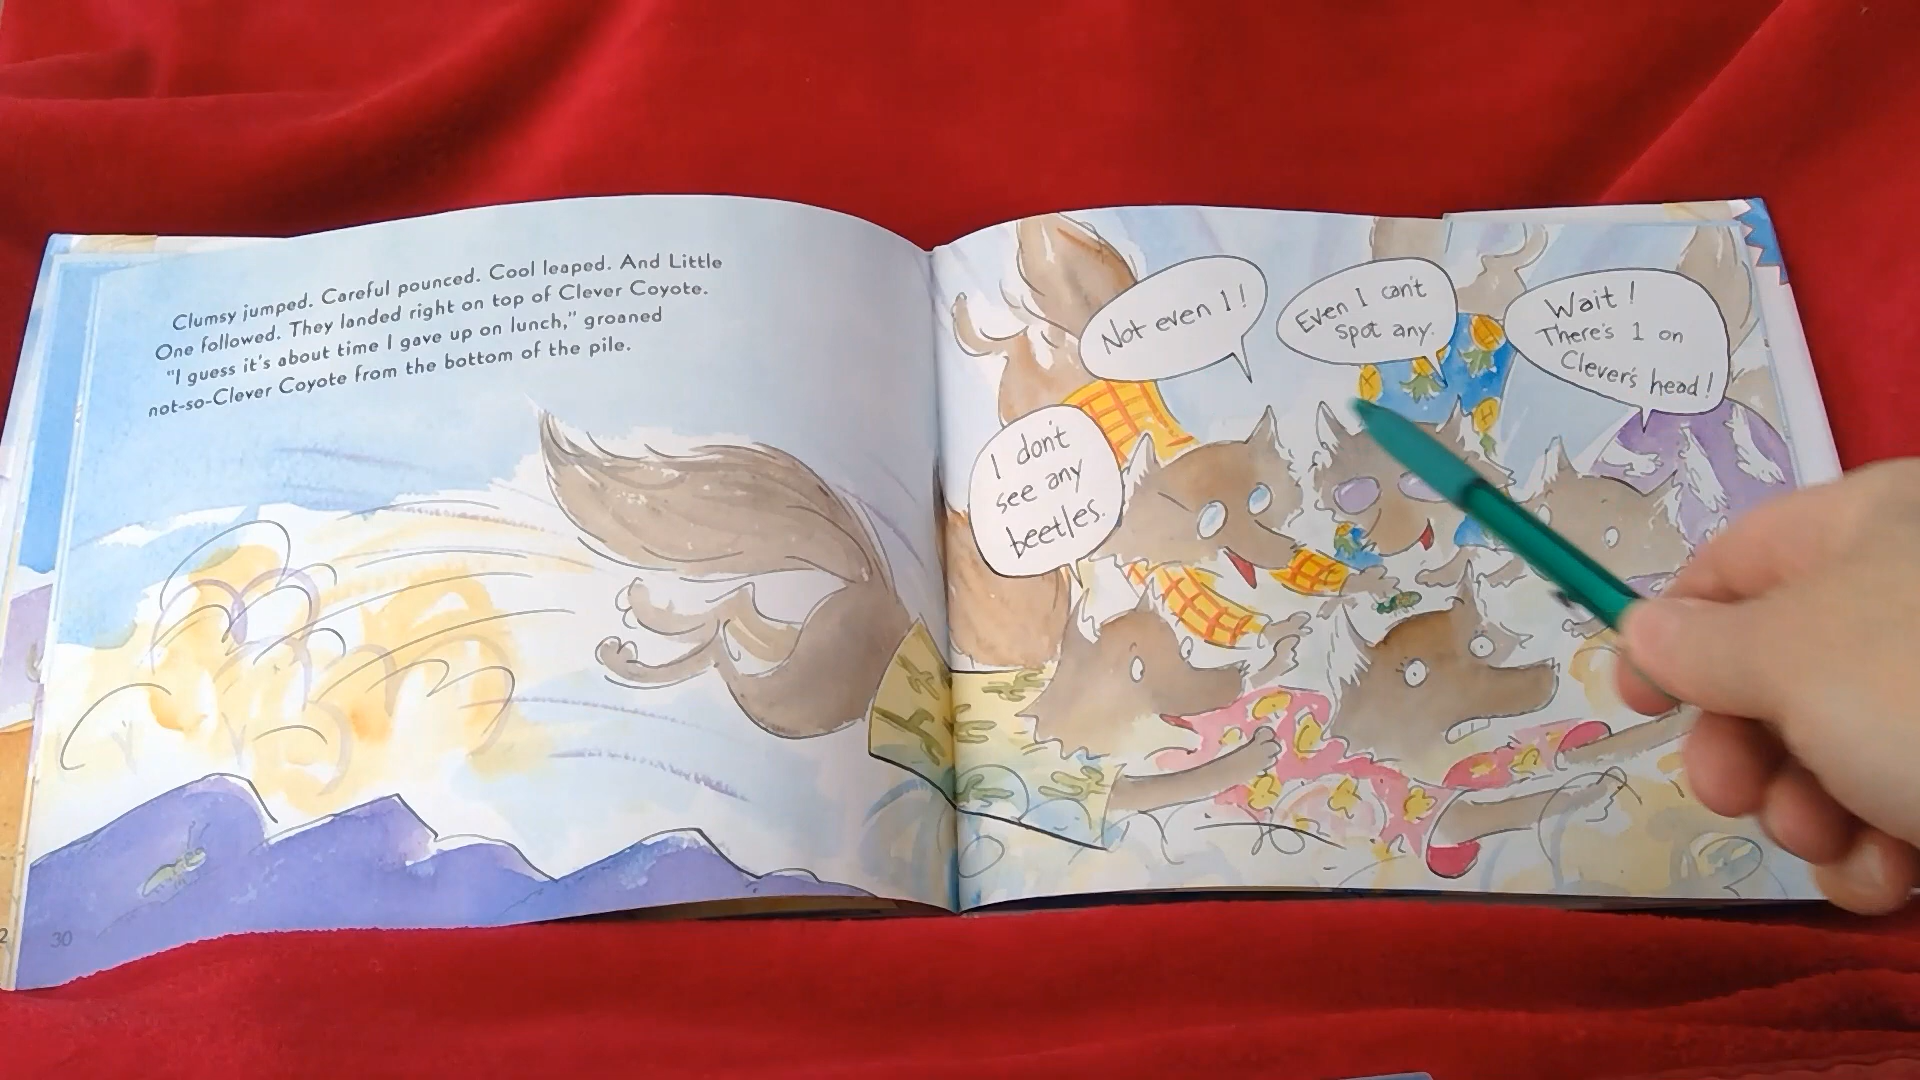 Clumsy jumped. Careful pounced. Cool leaped. And Little
One followed. They landed right on top of Clever Coyote.
"I guess it's about time I gave up on lunch," groaned
not-so-Clever Coyote from the bottom of the pile.
2
30
I don't
see any
beetles.
Not even 1!
Even I can't
spot any.
Wait!
There's 1 on
Clever's head!